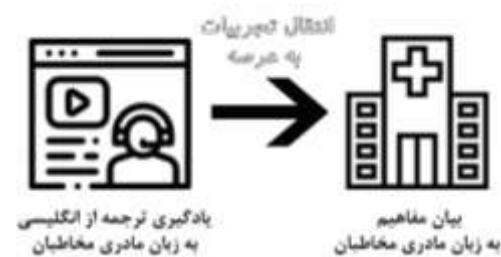 انتقال تجربیات
به عرصه
یادگیری ترجمه از انگلیسی
به زبان مادری مخاطبان
بیان مفاهیم
به زبان مادری مخاطبان